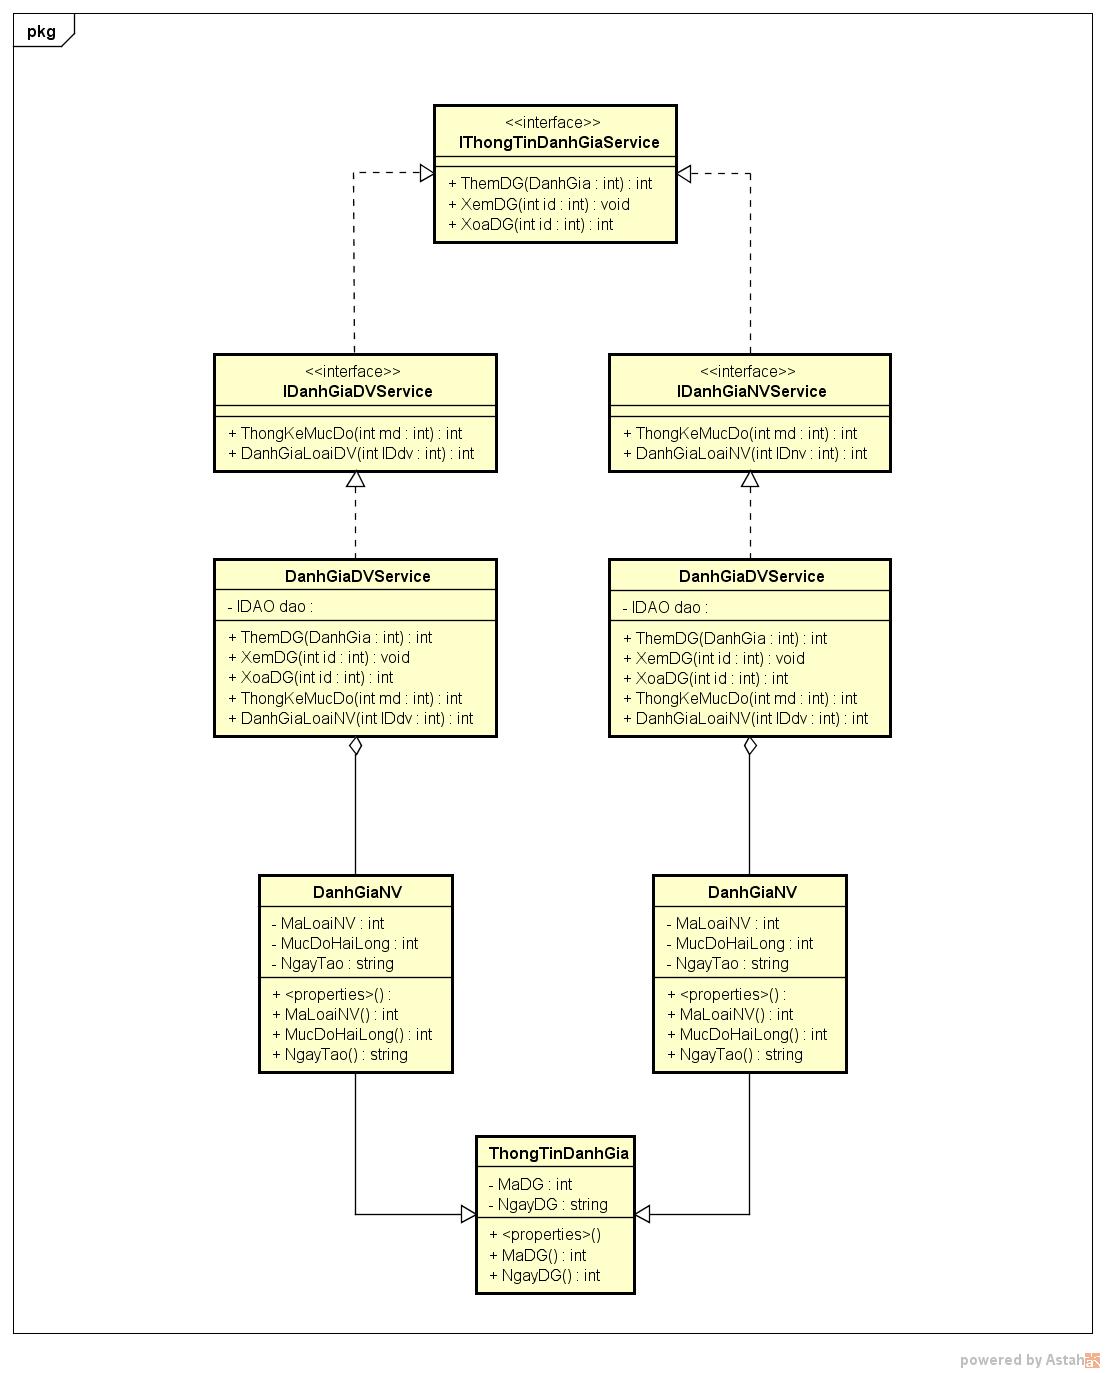 pkg
<<interface>>
IThongTinDanhGiaService
+ ThemDG(DanhGia : int) : int
+ XemDG(int id : int) : void
+ XoaDG(int id : int) : int
<<interface>>
IDanhGiaDVService
+ ThongKeMucDo(int md : int) : int
+ DanhGiaLoaiDV(int IDdv : int) : int
<<interface>>
IDanhGiaNVService
+ ThongKeMucDo(int md : int) : int
+ DanhGiaLoaiNV(int IDnv : int) : int
DanhGiaDVService
- IDAO dao :
+ ThemDG(DanhGia : int) : int
+ XemDG(int id : int) : void
+ XoaDG(int id : int) : int
+ ThongKeMucDo(int md : int) : int
+ DanhGiaLoaiNV(int IDdv : int) : int
DanhGiaDVService
- IDAO dao :
+ ThemDG(DanhGia : int) : int
+ XemDG(int id : int) : void
+ XoaDG(int id : int) : int
+ ThongKeMucDo(int md : int) : int
+ DanhGiaLoaiNV(int IDdv : int) : int
DanhGiaNV
- MaLoaiNV : int
- MucDoHaiLong : int
- NgayTao : string
+ <properties>() :
+ MaLoaiNV() : int
+ MucDoHaiLong() : int
+ NgayTao() : string
DanhGiaNV
- MaLoaiNV : int
- MucDoHaiLong : int
- NgayTao : string
+ <properties>() :
+ MaLoaiNV() : int
+ MucDoHaiLong() : int
+ NgayTao() : string
ThongTinDanhGia
- MaDG : int
- NgayDG : string
+ <properties>()
+ MaDG() : int
+ NgayDG() : int
powered by Astah